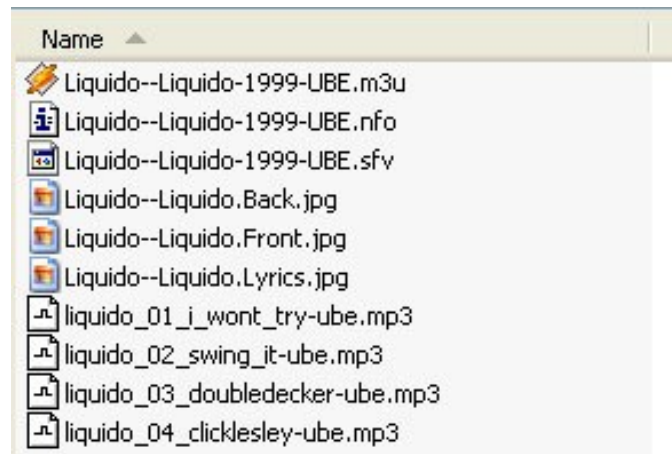 Name
Liquido--Liquido-1999-UBE.m3u
Liquido--Liquido-1999-UBE.nfo
Liquido--Liquido-1999-UBE.sfv
Liquido--Liquido.Back.jpg
Liquido--Liquido.Front.jpg
Liquido--Liquido.Lyrics.jpg
liquido_01_i_wont_try-ube.mp3
liquido_02_swing_it-ube.mp3
liquido_03_doubledecker-ube.mp3
liquido_04_clicklesley-ube.mp3